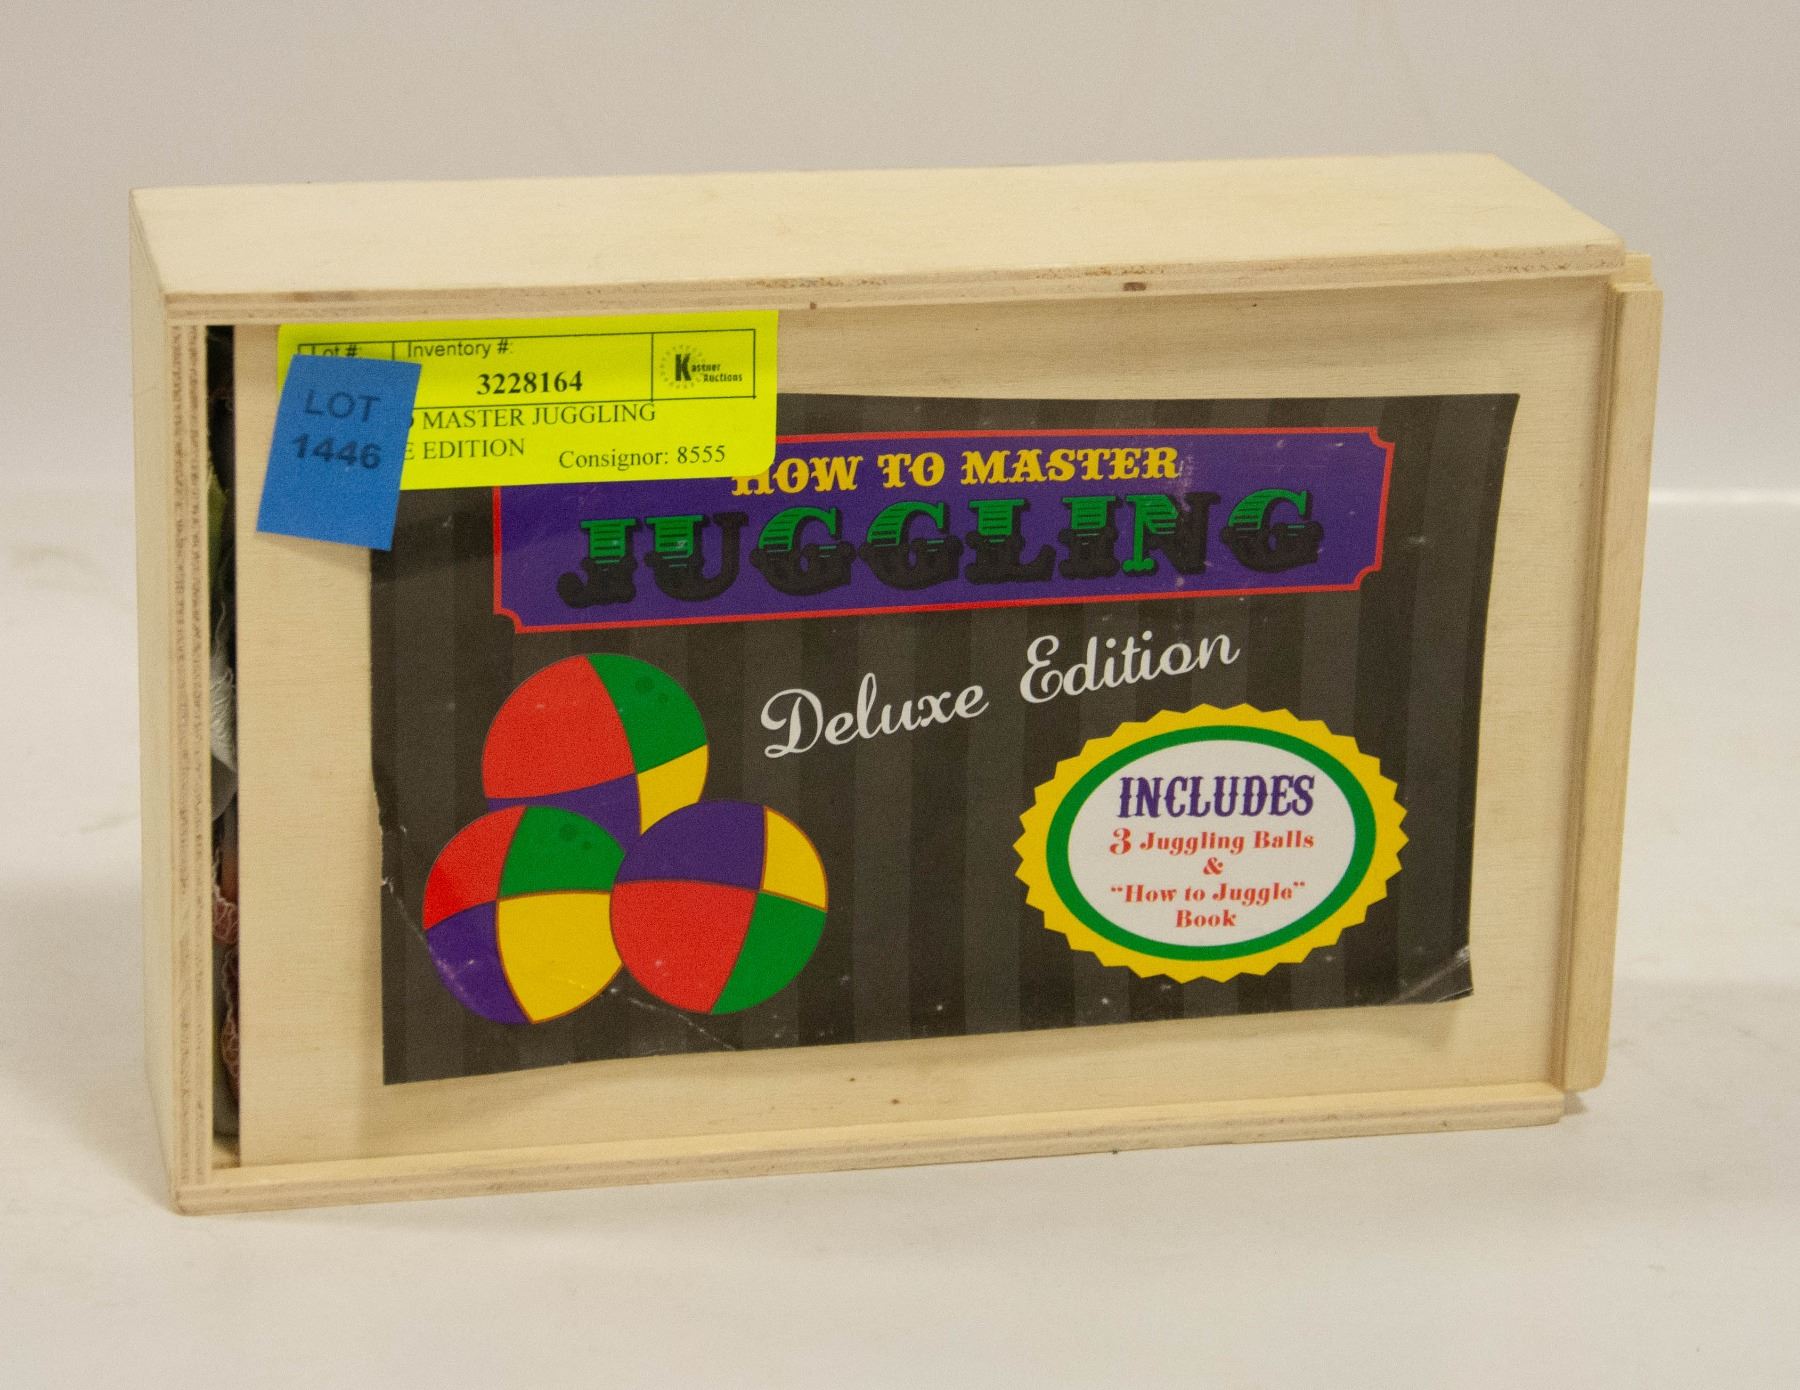 Lot #:
Inventory #:
3228164
Kastner
Auctions
LOT
1446
MASTER JUGGLING
EDITION
Consignor: 8555
HOW TO MASTER
JUGGLING
Deluxe Edition
INCLUDES
3 Juggling Balls
&
"How to Juggle"
Book